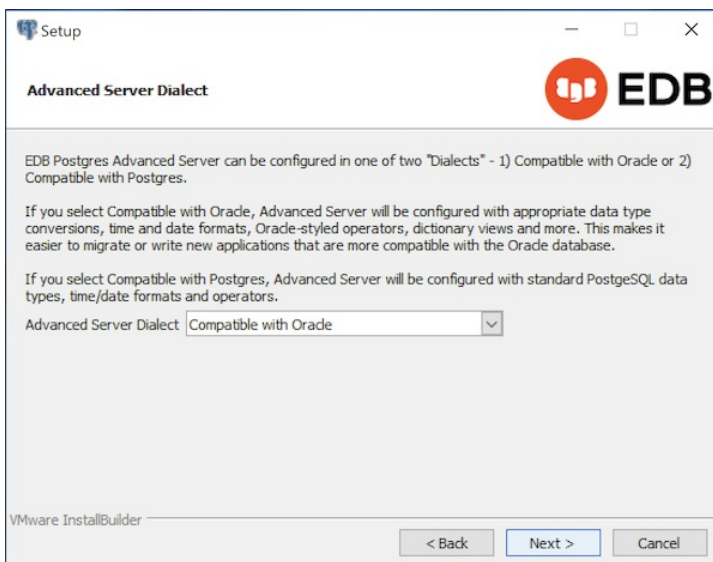 Setup
Advanced Server Dialect
EDB
EDB Postgres Advanced Server can be configured in one of two "Dialects" - 1) Compatible with Oracle or 2)
Compatible with Postgres.
If you select Compatible with Oracle, Advanced Server will be configured with appropriate data type
conversions, time and date formats, Oracle-styled operators, dictionary views and more. This makes it
easier to migrate or write new applications that are more compatible with the Oracle database.
If you select Compatible with Postgres, Advanced Server will be configured with standard PostgeSQL data
types, time/date formats and operators.
Advanced Server Dialect Compatible with Oracle
VMware InstallBuilder
< Back Next > Cancel